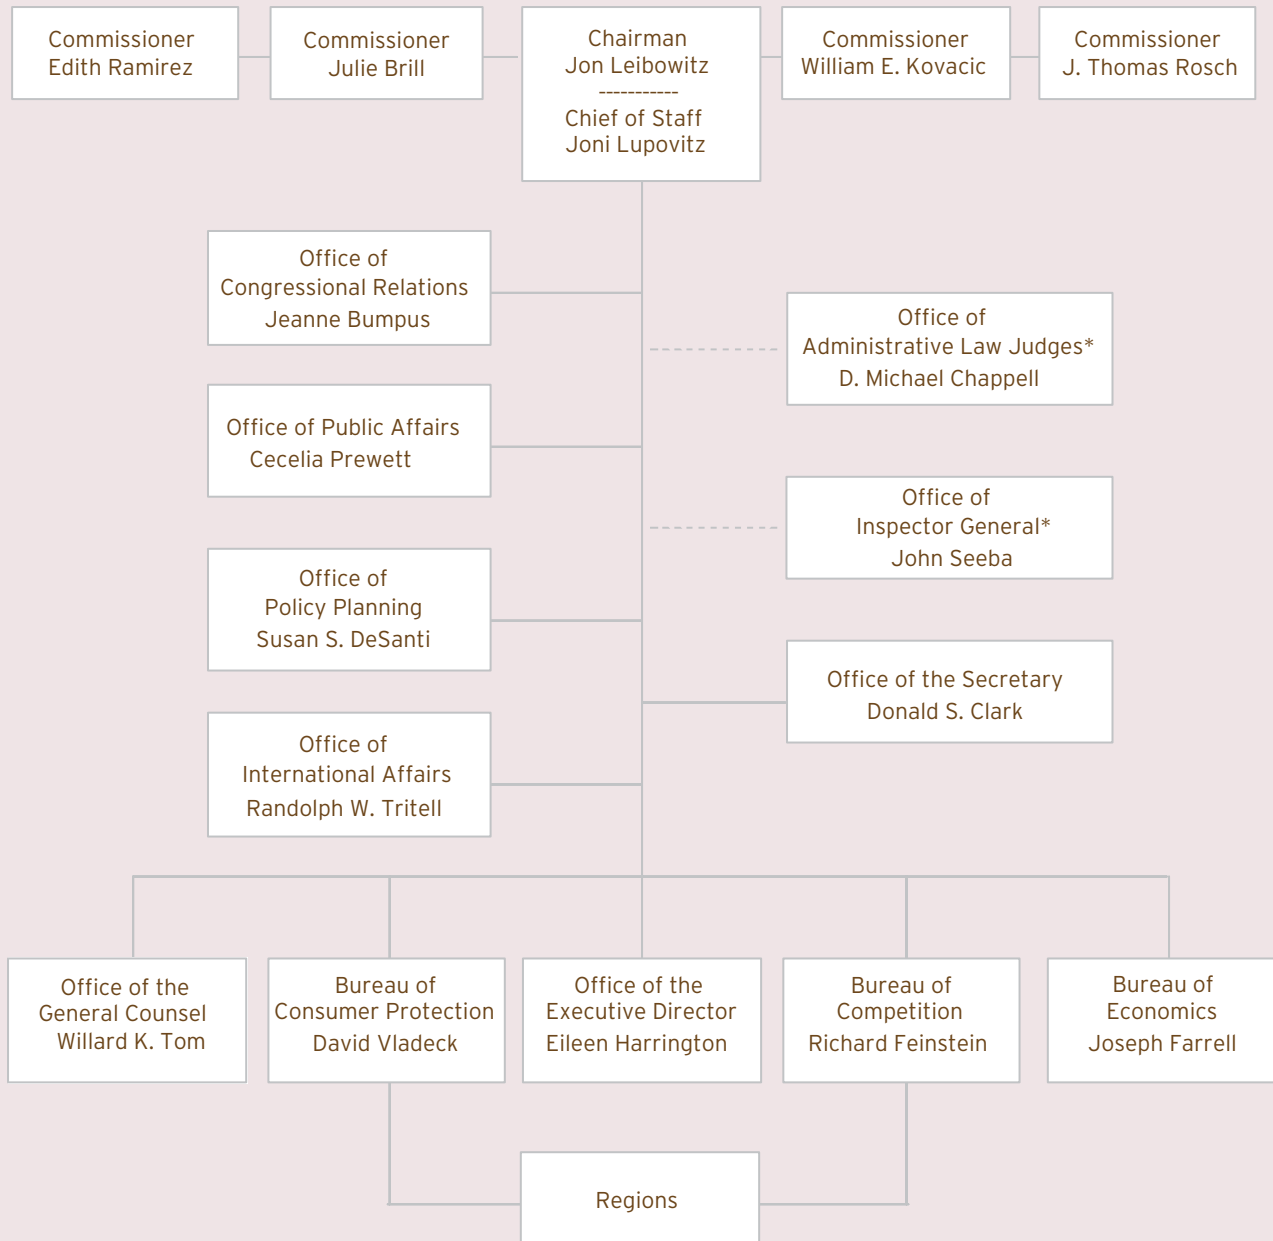 Commissioner
Edith Ramirez
Commissioner
Julie Brill
Chairman
Jon Leibowitz
-----------
Chief of Staff
Joni Lupovitz
Commissioner
William E. Kovacic
Commissioner
J. Thomas Rosch
Office of
Congressional Relations
Jeanne Bumpus
Office of
Administrative Law Judges*
D. Michael Chappell
Office of Public Affairs
Cecelia Prewett
Office of
Inspector General*
John Seeba
Office of
Policy Planning
Susan S. DeSanti
Office of the Secretary
Donald S. Clark
Office of
International Affairs
Randolph W. Tritell
Office of the
General Counsel
Willard K. Tom
Bureau of
Consumer Protection
David Vladeck
Office of the
Executive Director
Eileen Harrington
Bureau of
Competition
Richard Feinstein
Bureau of
Economics
Joseph Farrell
Regions